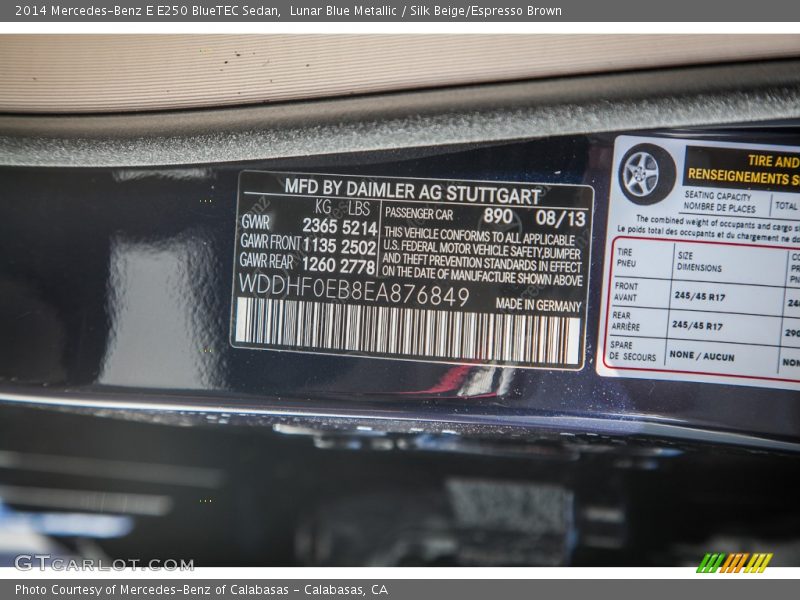 2014 Mercedes-Benz E E250 BlueTEC Sedan,  Lunar Blue Metallic / Silk Beige/Espresso Brown
MFD BY DAIMLER AG STUTTGART
KG - LBS
GWR 2365 5214
GAWR FRONT 1135 2502
GAWR REAR 1260 2778
PASSENGER CAR 890 08/13
THIS VEHICLE CONFORMS TO ALL APPLICABLE
U.S. FEDERAL MOTOR VEHICLE SAFETY, BUMPER
AND THEFT PREVENTION STANDARDS IN EFFECT
ON THE DATE OF MANUFACTURE SHOWN ABOVE
WDDHF0EB8EA876849
MADE IN GERMANY
TIRE AND
RENSEIGNEMENTS S
SEATING CAPACITY
NOMBRE DE PLACES
TOTAL
The combined weight of occupants and cargo s
Le poids total des occupants et du chargement ne do
TIRE
PNEU
SIZE
DIMENSIONS
FRONT
AVANT
245/45 R17
REAR
ARRIÈRE
245/45 R17
290
SPARE
DE SECOURS
NONE / AUCUN
NON
GTCARLOT.COM
Photo Courtesy of Mercedes-Benz of Calabasas - Calabasas, CA